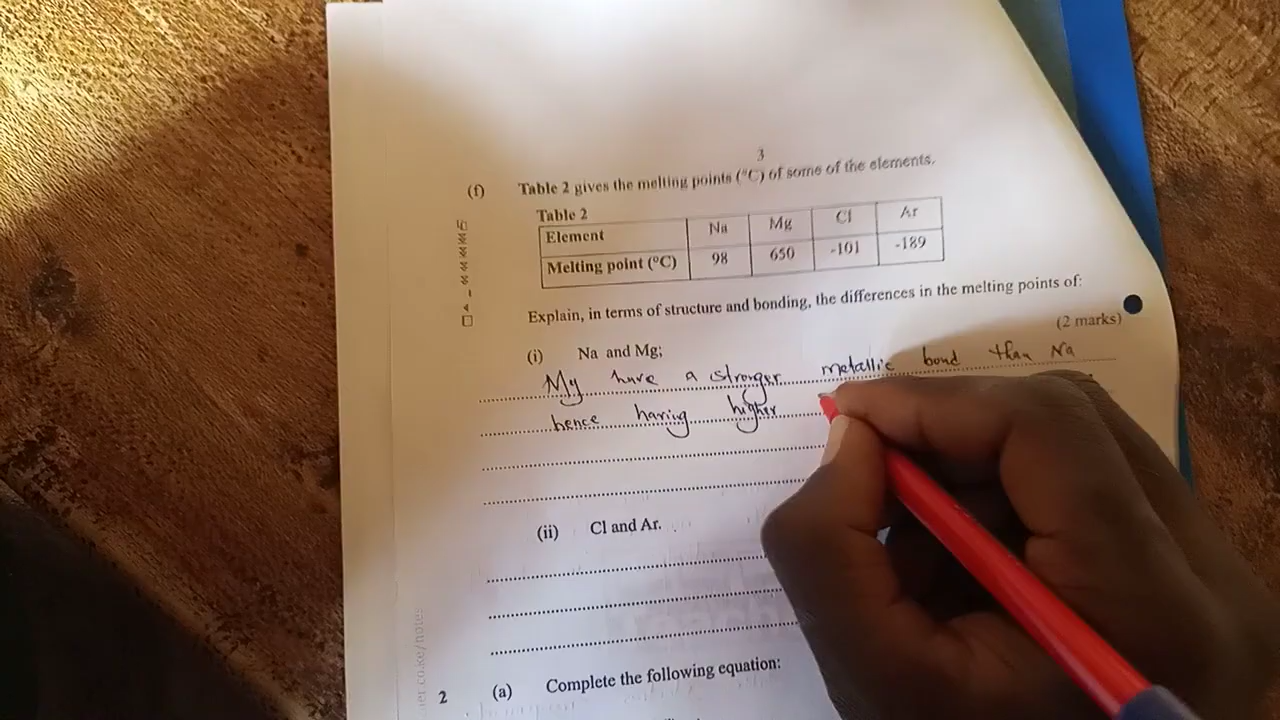 3
(f) Table 2 gives the melting points (°C) of some of the elements.
Table 2
Element Na Mg Cl Ar
Melting point (°C) 98 650 -101 -189
Explain, in terms of structure and bonding, the differences in the melting points of:
(2 marks)
(i) Na and Mg;
Mg have a stronger metallic bond than Na
hence having higher
(ii) Cl and Ar.
2 (a) Complete the following equation: